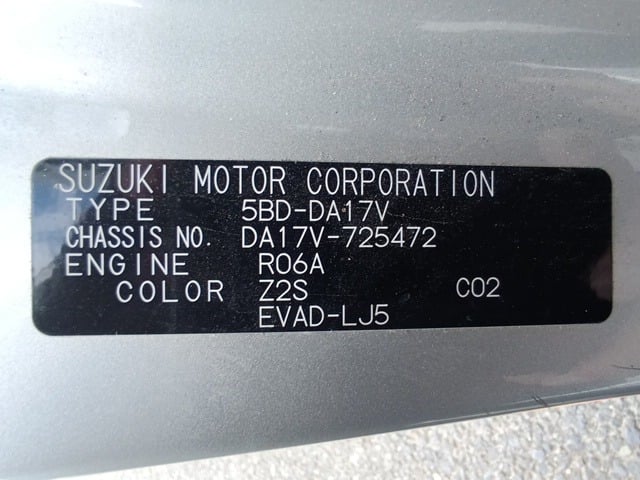 SUZUKI MOTOR CORPORATION
TYPE 5BD-DA17V
CHASSIS NO. DA17V-725472
ENGINE R06A
COLOR Z2S C02
EVAD-LJ5